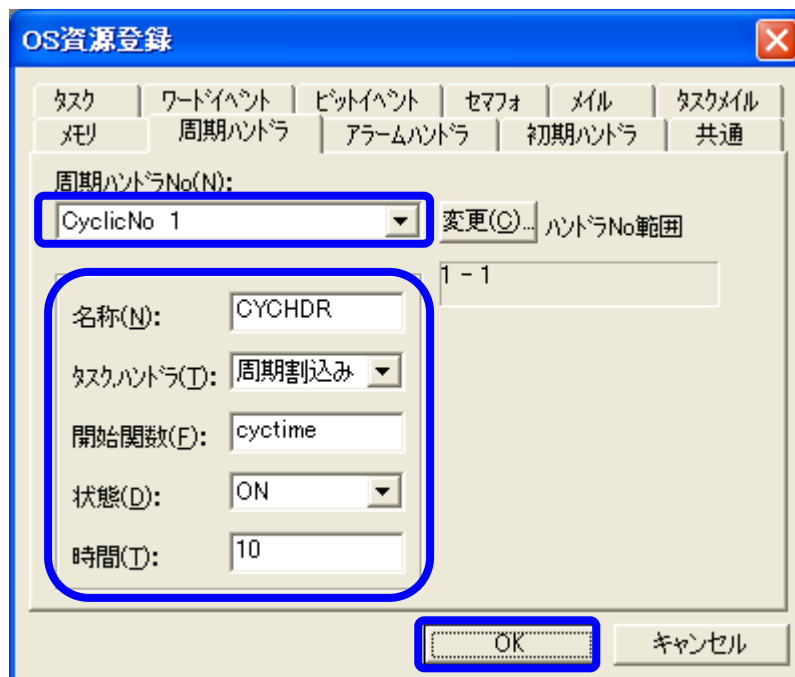 OS資源登録
タスク ワードイベント ビットイベント セマフォ メイル タスクメイル
メモリ 周期ハンドラ アラームハンドラ 初期ハンドラ 共通
周期ハンドラNo(N):
CyclicNo 1 変更(C)... ハンドラNo範囲
1 - 1
名称(N): CYCHDR
タスク,ハンドラ(T): 周期割込み
開始関数(F): cyctime
状態(D): ON
時間(T): 10
OK キャンセル